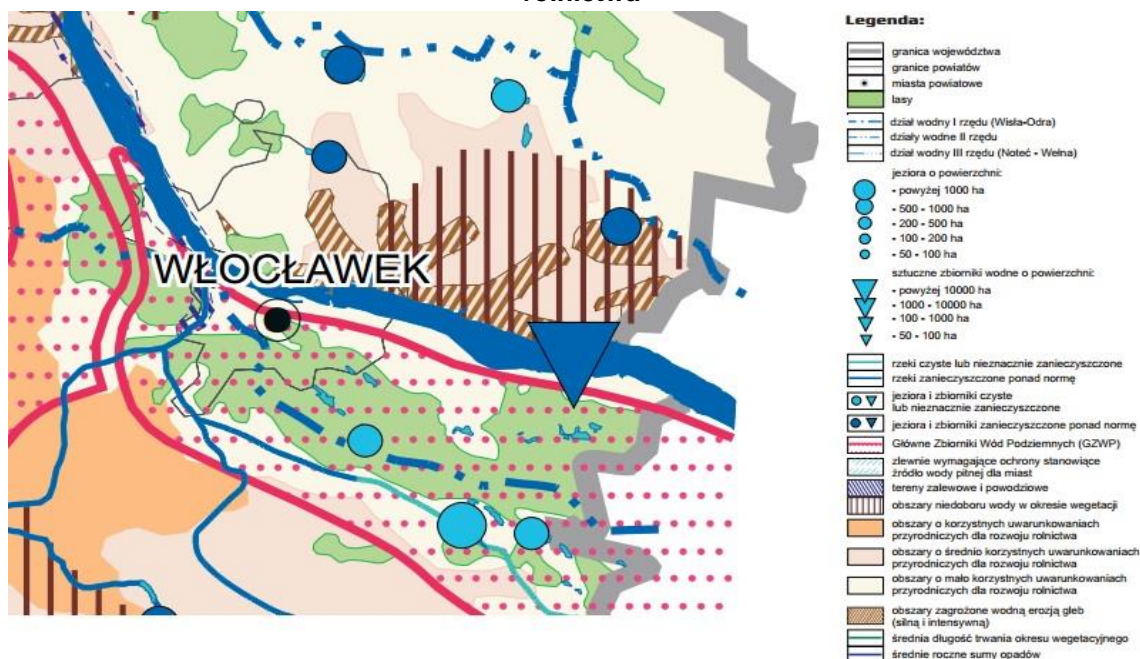 rolnictwa
WŁOCŁAWEK
Legenda:
granica województwa
granice powiatów
miasta powiatowe
lasy
dział wodny I rzędu (Wisła-Odra)
działy wodne II rzędu
dział wodny III rzędu (Noteć - Wełna)
jeziora o powierzchni:
- powyżej 1000 ha
- 500 - 1000 ha
- 200 - 500 ha
- 100 - 200 ha
- 50 - 100 ha
sztuczne zbiorniki wodne o powierzchni:
- powyżej 10000 ha
- 1000 - 10000 ha
- 100 - 1000 ha
- 50 - 100 ha
rzeki czyste lub nieznacznie zanieczyszczone
rzeki zanieczyszczone ponad normę
jeziora i zbiorniki czyste
lub nieznacznie zanieczyszczone
jeziora i zbiorniki zanieczyszczone ponad normę
Główne Zbiorniki Wód Podziemnych (GZWP)
zlewnie wymagające ochrony stanowiące
źródło wody pitnej dla miast
tereny zalewowe i powodziowe
obszary niedoboru wody w okresie wegetacji
obszary o korzystnych uwarunkowaniach
przyrodniczych dla rozwoju rolnictwa
obszary o średnio korzystnych uwarunkowaniach
przyrodniczych dla rozwoju rolnictwa
obszary o mało korzystnych uwarunkowaniach
przyrodniczych dla rozwoju rolnictwa
obszary zagrożone wodną erozją gleb
(silną i intensywną)
średnia długość trwania okresu wegetacyjnego
średnie roczne sumy opadów